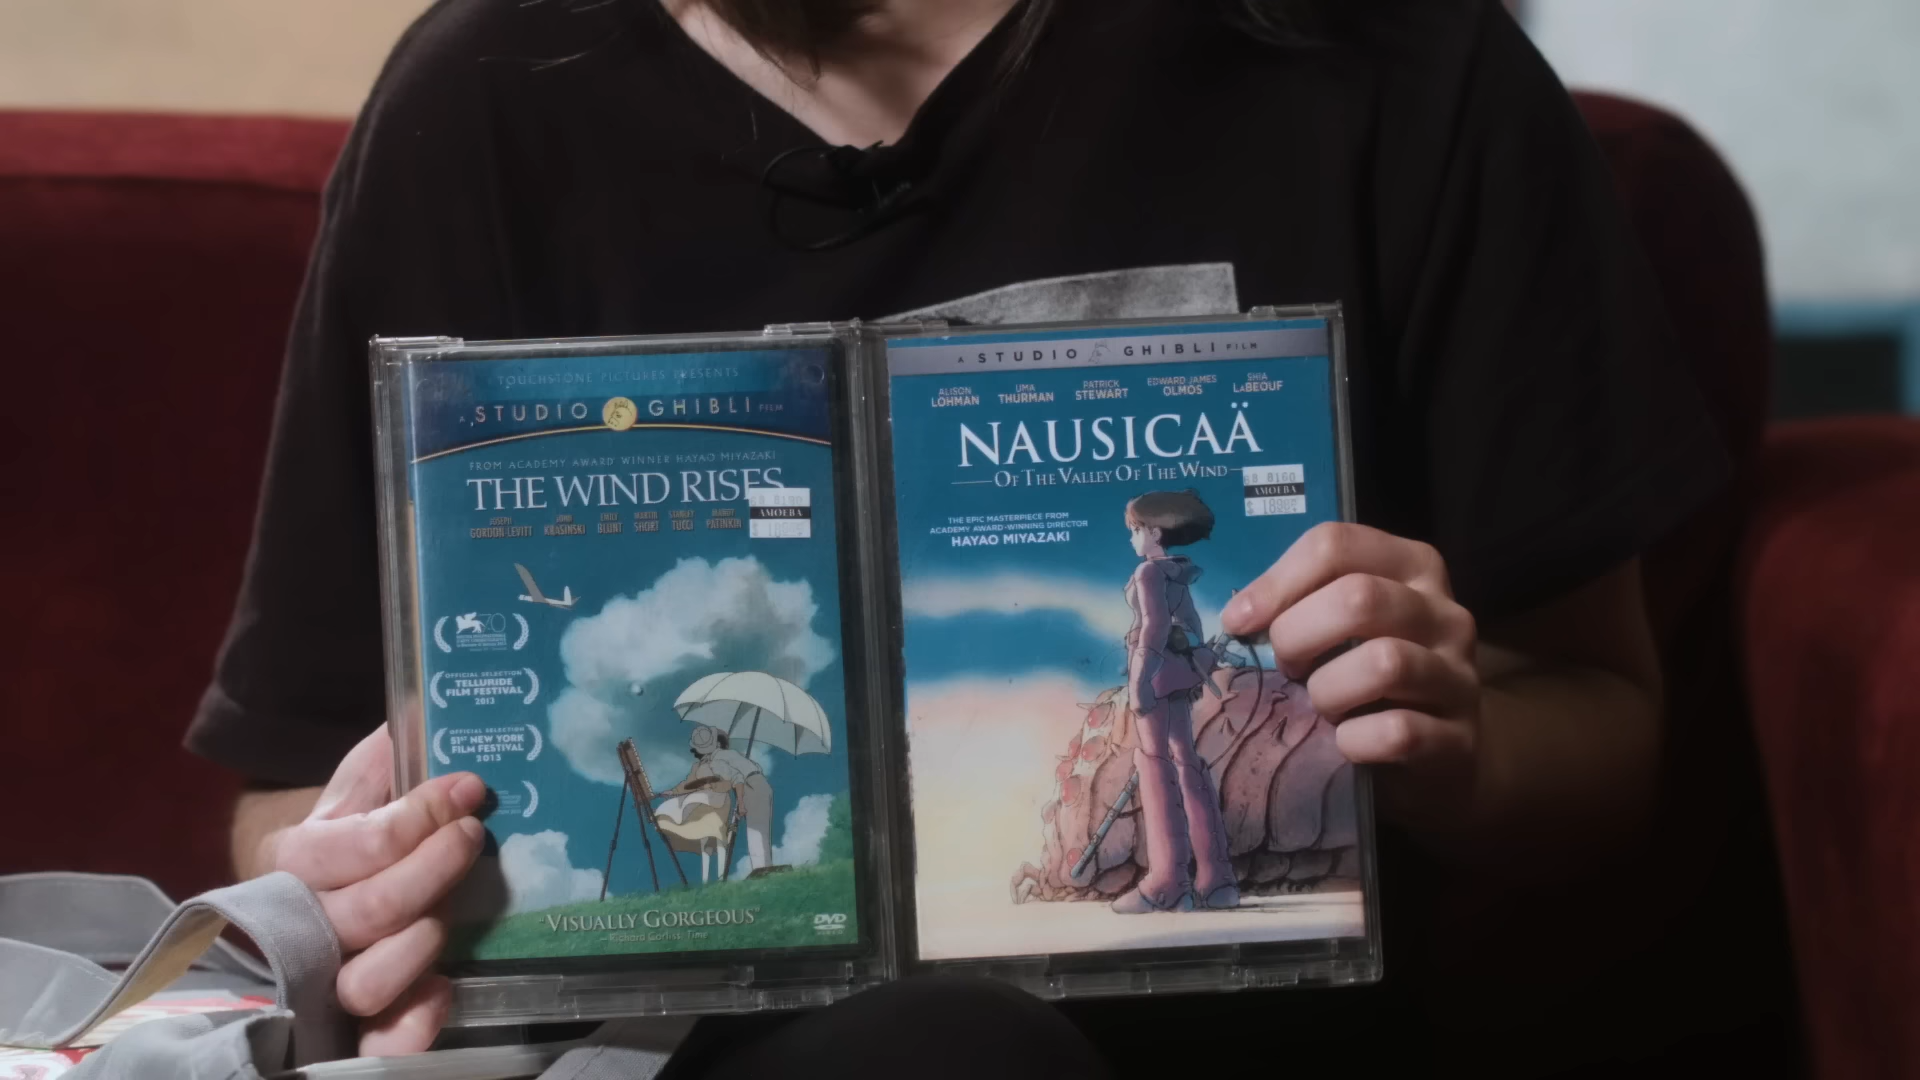 TOUCHSTONE PICTURES PRESENTS
A STUDIO GHIBLI FILM
FROM ACADEMY AWARD WINNER HAYAO MIYAZAKI
THE WIND RISES
JOSEPH GORDON-LEVITT JOHN KRASINSKI EMILY BLUNT MARTIN SHORT STANLEY TUCCI MANDY PATINKIN
AMOEBA
70
OFFICIAL SELECTION
TELLURIDE
FILM FESTIVAL
2013
OFFICIAL SELECTION
51ST NEW YORK
FILM FESTIVAL
2013
"VISUALLY GORGEOUS"
—Richard Corliss, Time
DVD
A STUDIO GHIBLI FILM
ALISON LOHMAN UMA THURMAN PATRICK STEWART EDWARD JAMES OLMOS SHIA LABEOUF
NAUSICAÄ
OF THE VALLEY OF THE WIND
AMOEBA
THE EPIC MASTERPIECE FROM
ACADEMY AWARD-WINNING DIRECTOR
HAYAO MIYAZAKI